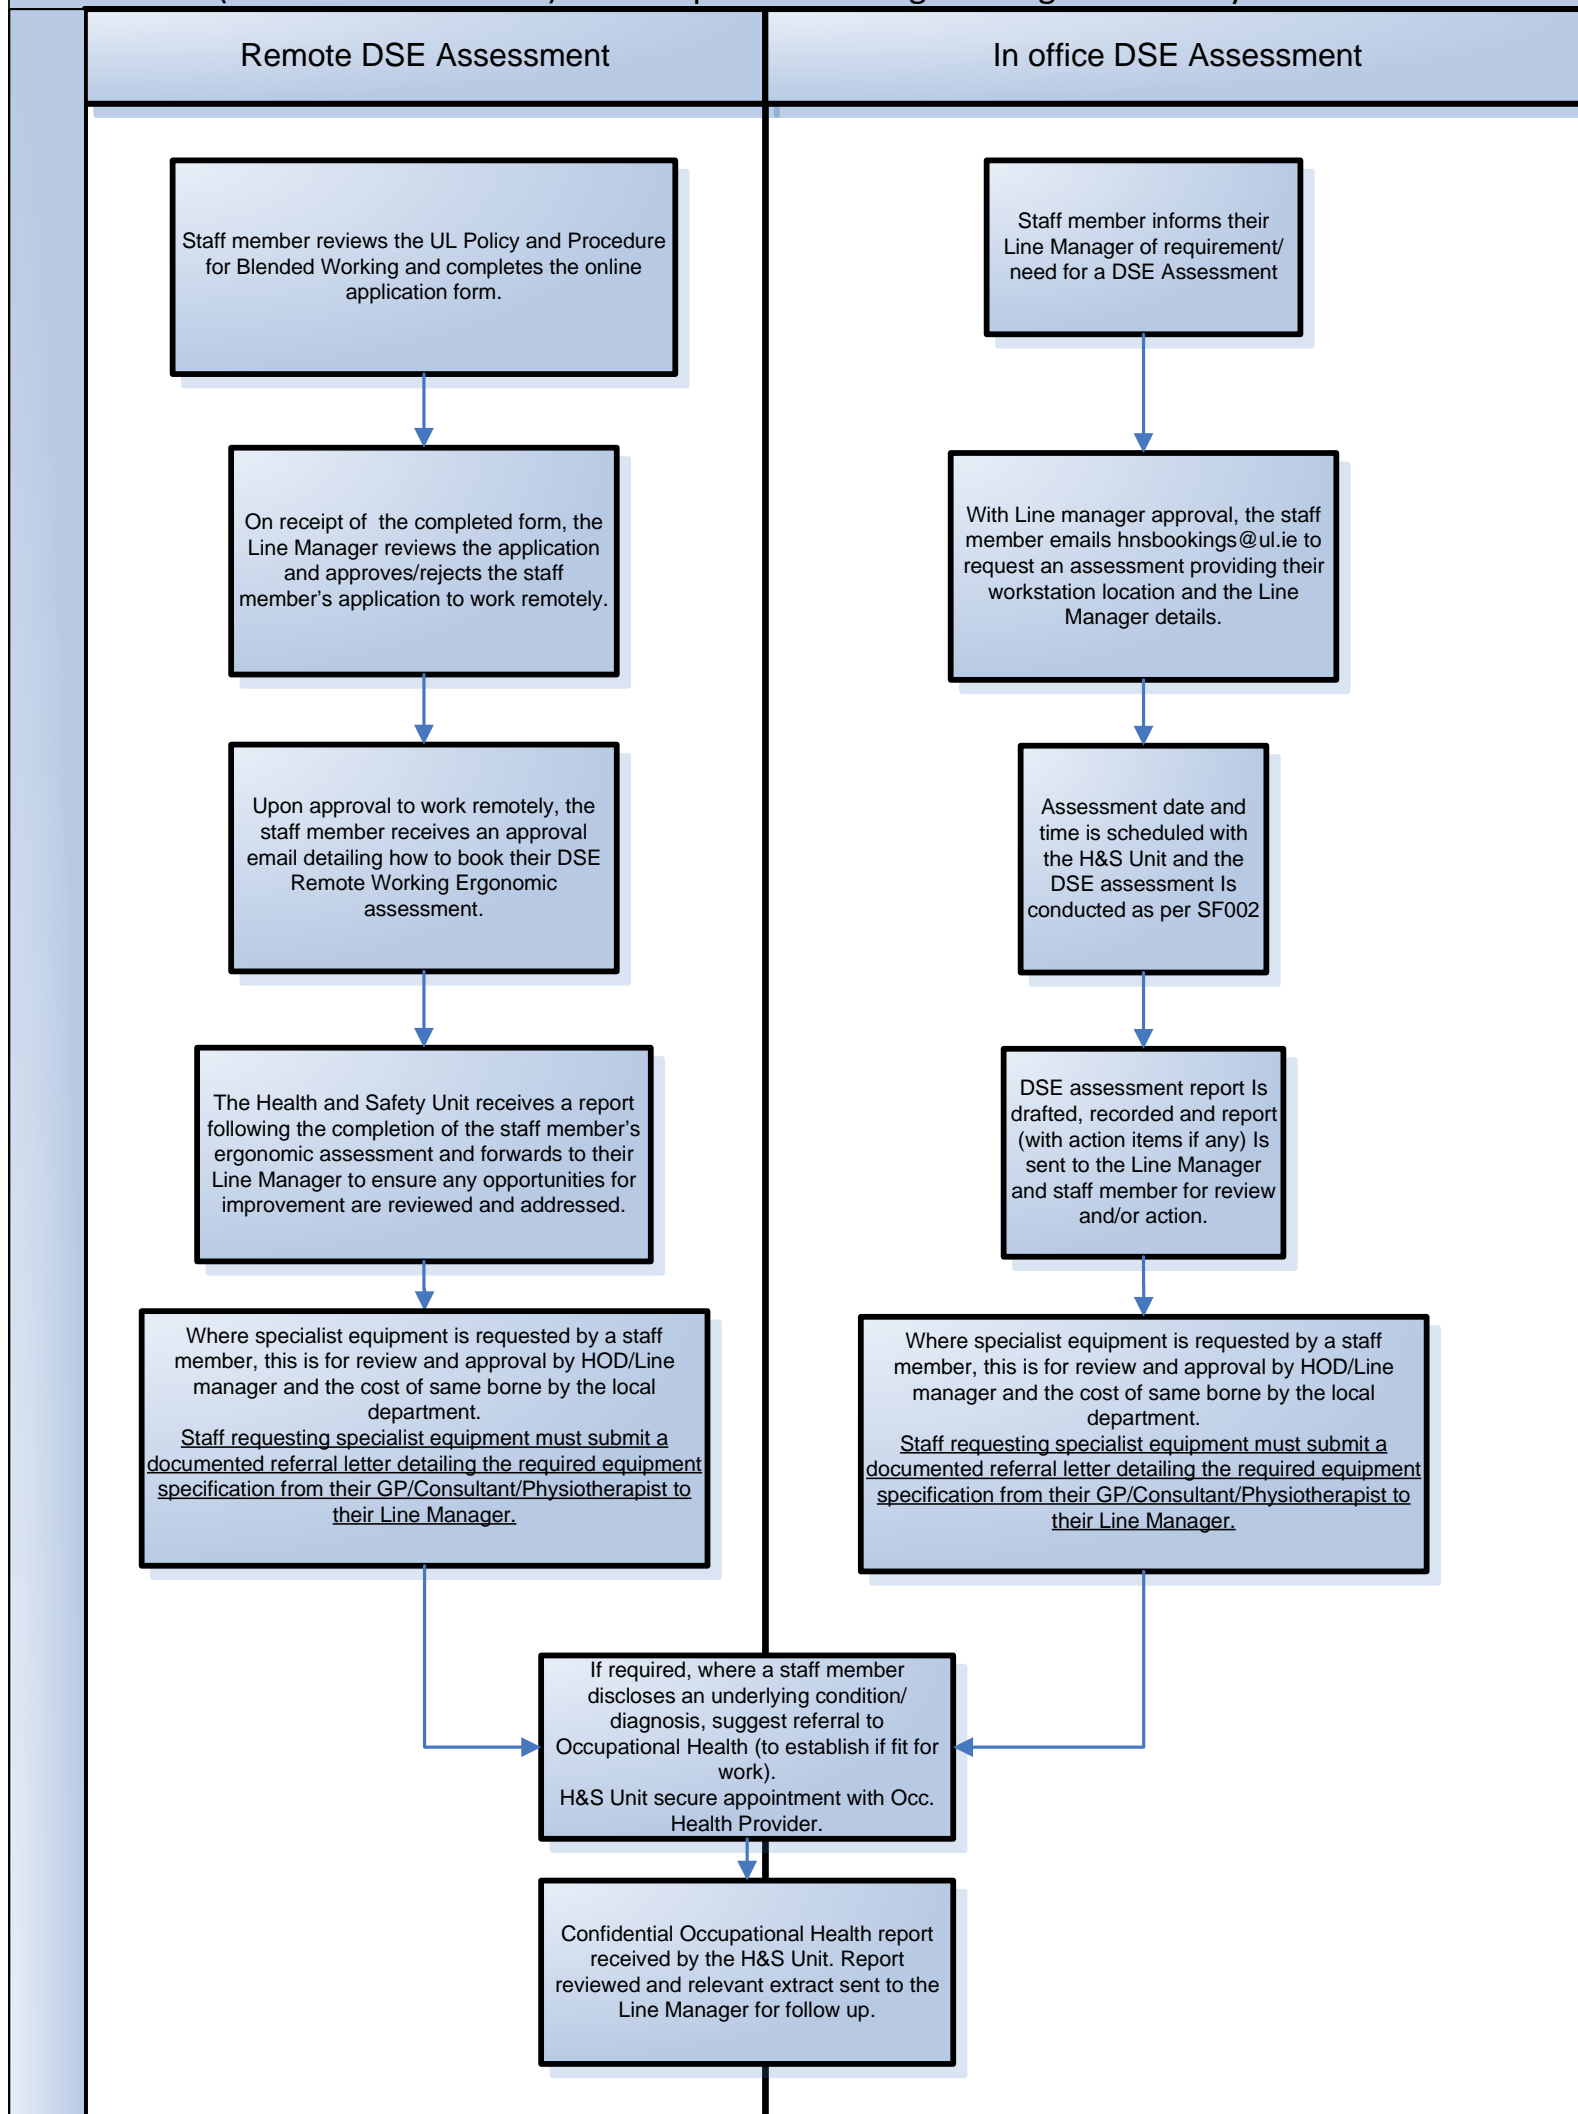 Remote DSE Assessment
In office DSE Assessment
Staff member reviews the UL Policy and Procedure
for Blended Working and completes the online
application form.
On receipt of  the completed form, the
Line Manager reviews the application
and approves/rejects the staff
member's application to work remotely.
Upon approval to work remotely, the
staff member receives an approval
email detailing how to book their DSE
Remote Working Ergonomic
assessment.
The Health and Safety Unit receives a report
following the completion of the staff member's
ergonomic assessment and forwards to their
Line Manager to ensure any opportunities for
improvement are reviewed and addressed.
Where specialist equipment is requested by a staff
member, this is for review and approval by HOD/Line
manager and the cost of same borne by the local
department.
Staff requesting specialist equipment must submit a
documented referral letter detailing the required equipment
specification from their GP/Consultant/Physiotherapist to
their Line Manager.
Staff member informs their
Line Manager of requirement/
need for a DSE Assessment
With Line manager approval, the staff
member emails hnsbookings@ul.ie to
request an assessment providing their
workstation location and the Line
Manager details.
Assessment date and
time is scheduled with
the H&S Unit and the
DSE assessment Is
conducted as per SF002
DSE assessment report Is
drafted, recorded and report
(with action items if any) Is
sent to the Line Manager
and staff member for review
and/or action.
Where specialist equipment is requested by a staff
member, this is for review and approval by HOD/Line
manager and the cost of same borne by the local
department.
Staff requesting specialist equipment must submit a
documented referral letter detailing the required equipment
specification from their GP/Consultant/Physiotherapist to
their Line Manager.
If required, where a staff member
discloses an underlying condition/
diagnosis, suggest referral to
Occupational Health (to establish if fit for
work).
H&S Unit secure appointment with Occ.
Health Provider.
Confidential Occupational Health report
received by the H&S Unit. Report
reviewed and relevant extract sent to the
Line Manager for follow up.